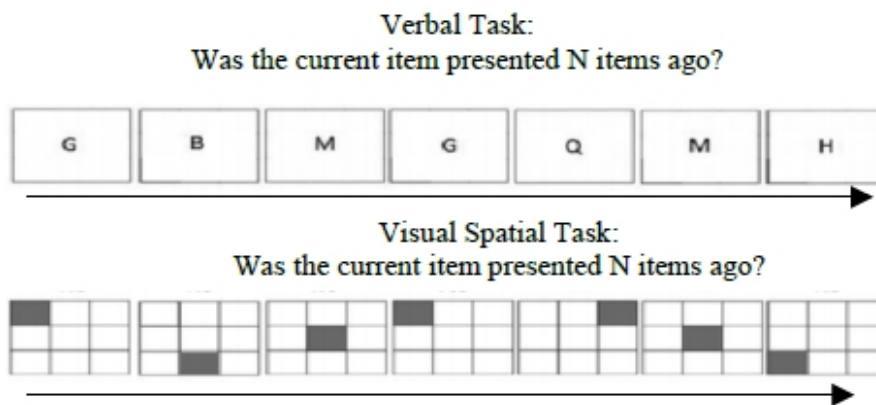 Verbal Task:
Was the current item presented N items ago?
G B M G Q M H
Visual Spatial Task:
Was the current item presented N items ago?